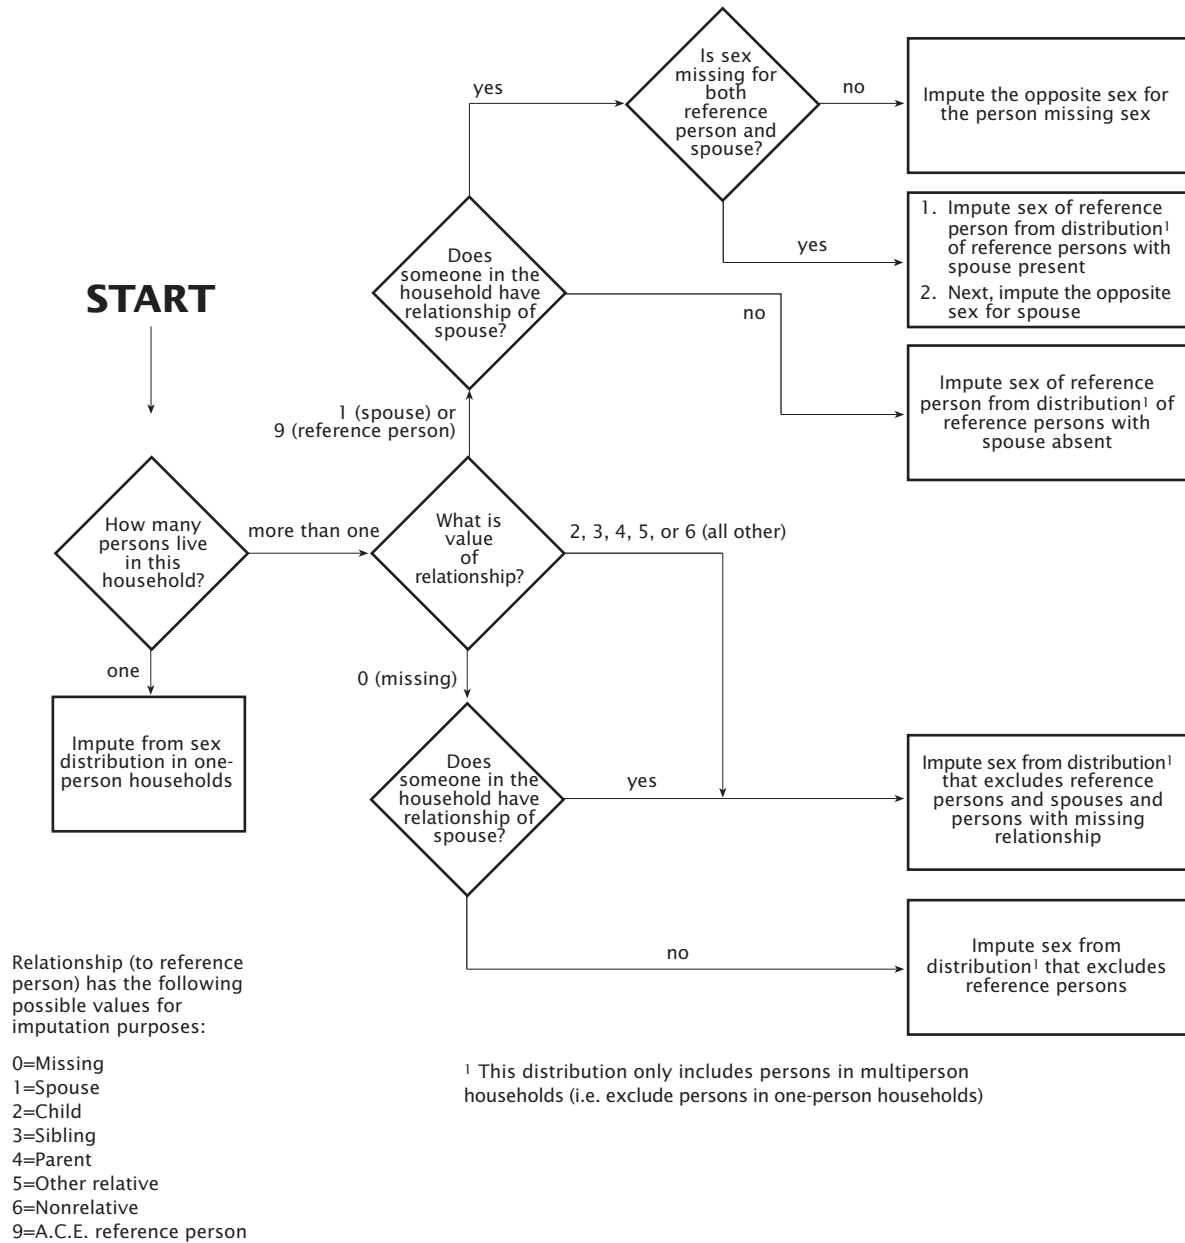 START
How many
persons live
in this
household?
one
Impute from sex
distribution in one-
person households
more than one
What is
value
of
relationship?
1 (spouse) or
9 (reference person)
Does
someone in the
household have
relationship of
spouse?
yes
Is sex
missing for
both
reference
person and
spouse?
no
Impute the opposite sex for
the person missing sex
yes
1. Impute sex of reference
person from distribution¹
of reference persons with
spouse present
2. Next, impute the opposite
sex for spouse
no
Impute sex of reference
person from distribution¹ of
reference persons with
spouse absent
2, 3, 4, 5, or 6 (all other)
0 (missing)
Does
someone in the
household have
relationship of
spouse?
yes
Impute sex from distribution¹
that excludes reference
persons and spouses and
persons with missing
relationship
no
Impute sex from
distribution¹ that excludes
reference persons
Relationship (to reference
person) has the following
possible values for
imputation purposes:
0=Missing
1=Spouse
2=Child
3=Sibling
4=Parent
5=Other relative
6=Nonrelative
9=A.C.E. reference person
¹ This distribution only includes persons in multiperson
households (i.e. exclude persons in one-person households)